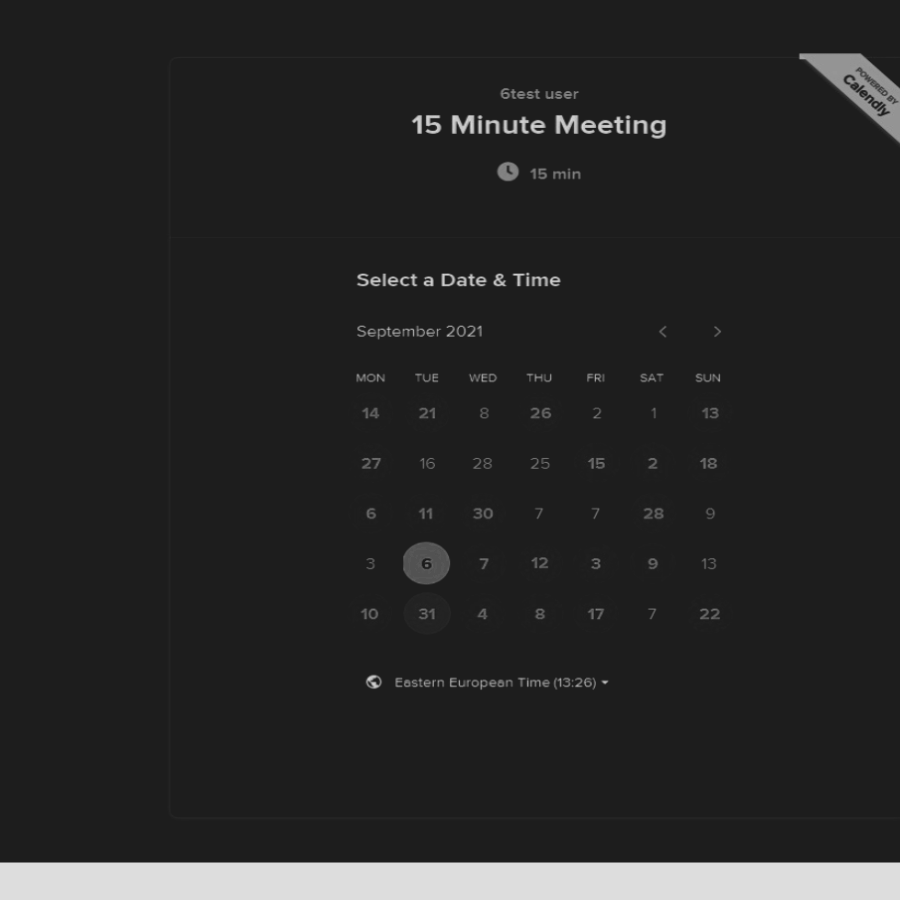 POWERED BY
Calendly
6test user
15 Minute Meeting
15 min
Select a Date & Time
September 2021
MON TUE WED THU FRI SAT SUN
14 21 8 26 2 1 13
27 16 28 25 15 2 18
6 11 30 7 7 28 9
3 6 7 12 3 9 13
10 31 4 8 17 7 22
Eastern European Time (13:26)